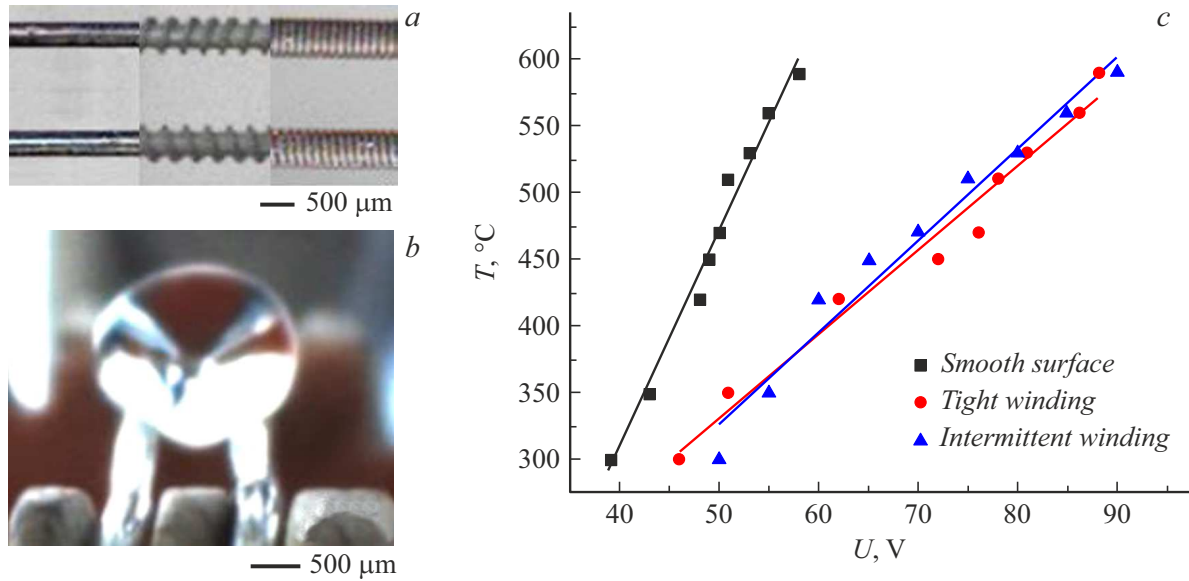 a
500 μm
b
500 μm
c
T, °C
600
550
500
450
400
350
300
Smooth surface
Tight winding
Intermittent winding
40 50 60 70 80 90
U, V